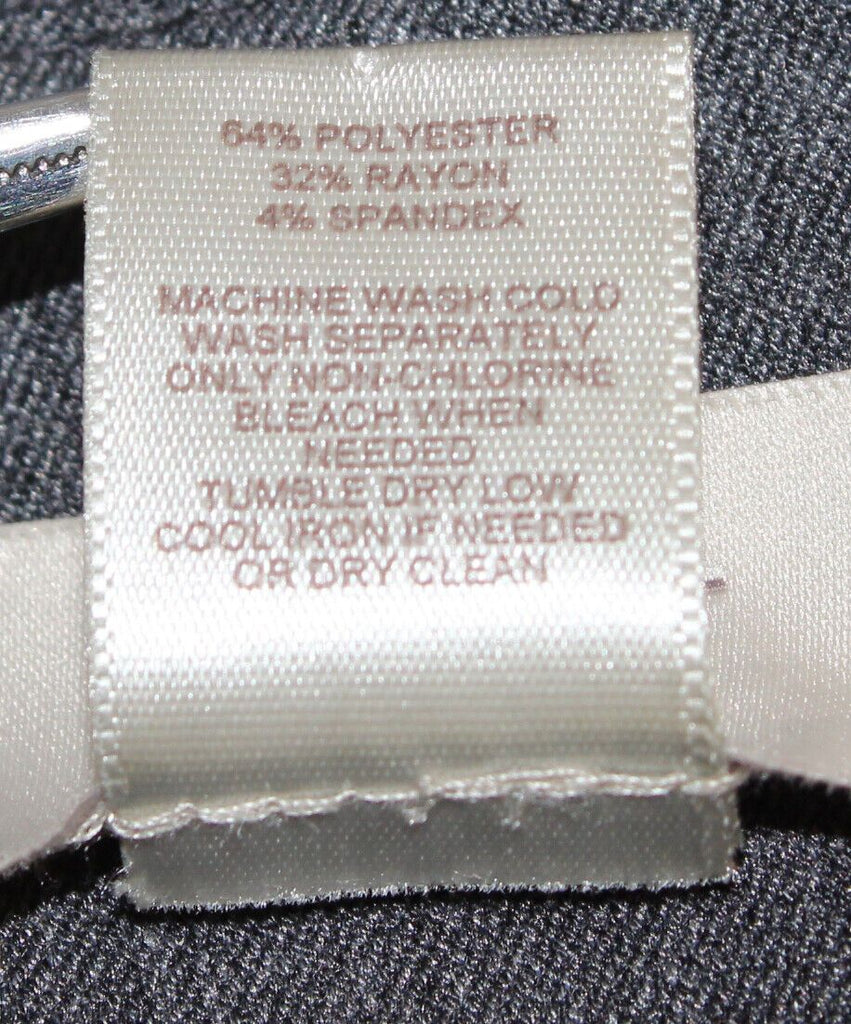 64% POLYESTER
32% RAYON
4% SPANDEX
MACHINE WASH COLD
WASH SEPARATELY
ONLY NON-CHLORINE
BLEACH WHEN
NEEDED
TUMBLE DRY LOW
COOL IRON IF NEEDED
OR DRY CLEAN